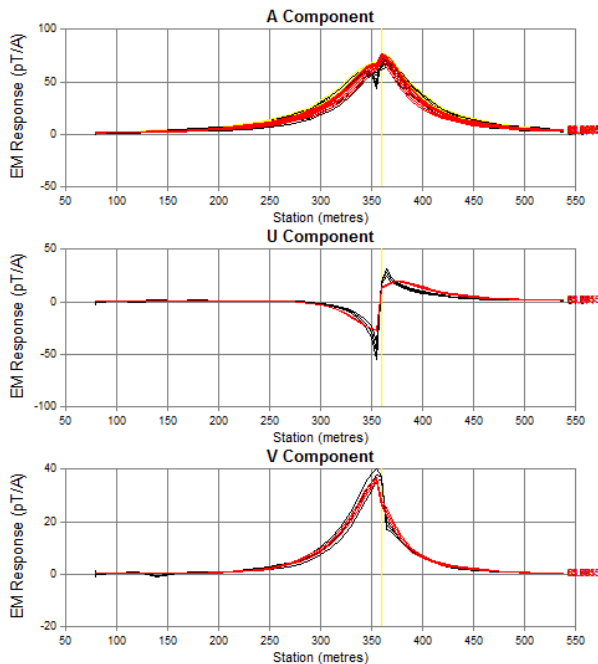 A Component
EM Response (pT/A)
100
50
0
-50
50 100 150 200 250 300 350 400 450 500 550
Station (metres)
U Component
EM Response (pT/A)
50
0
-50
-100
50 100 150 200 250 300 350 400 450 500 550
Station (metres)
V Component
EM Response (pT/A)
40
20
0
-20
50 100 150 200 250 300 350 400 450 500 550
Station (metres)